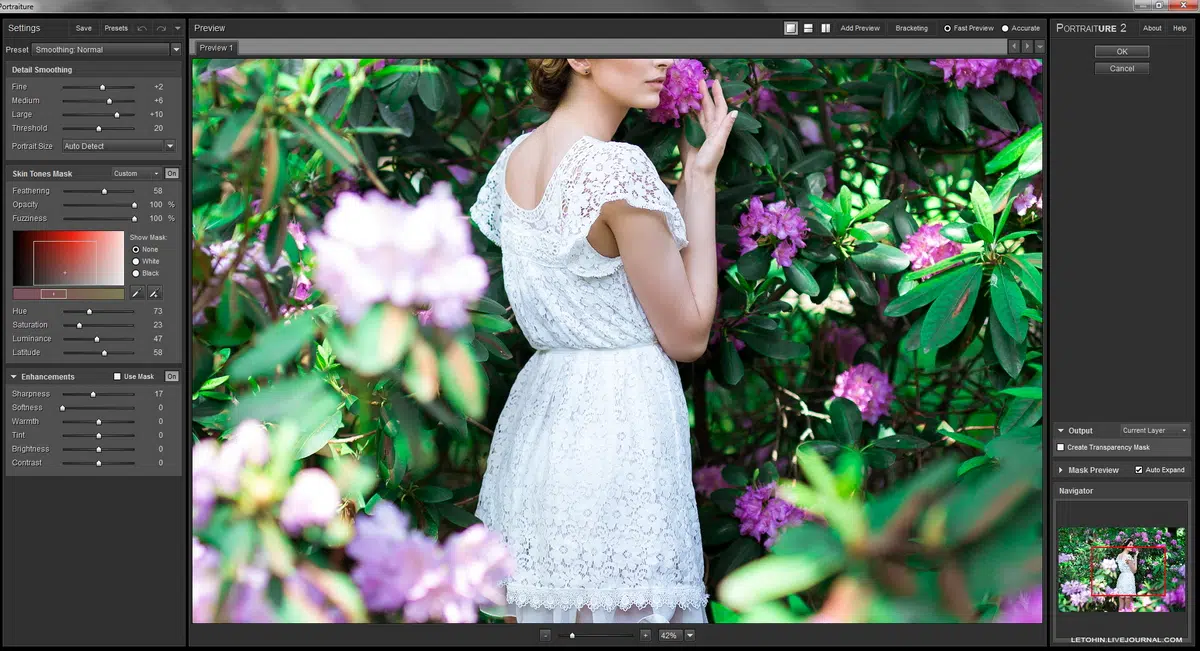 Portraiture
Settings
Save
Presets
Preset Smoothing: Normal
Detail Smoothing
Fine +2
Medium +6
Large +10
Threshold 20
Portrait Size Auto Detect
Skin Tones Mask Custom On
Feathering 58
Opacity 100 %
Fuzziness 100 %
Show Mask:
None
White
Black
Hue 73
Saturation 23
Luminance 47
Latitude 58
Enhancements Use Mask On
Sharpness 17
Softness 0
Warmth 0
Tint 0
Brightness 0
Contrast 0
Preview
Add Preview
Bracketing
Fast Preview
Accurate
Preview 1
- + 42%
PORTRAITURE 2
About
Help
OK
Cancel
Output Current Layer
Create Transparency Mask
Mask Preview Auto Expand
Navigator
LETOHIN.LIVEJOURNAL.COM